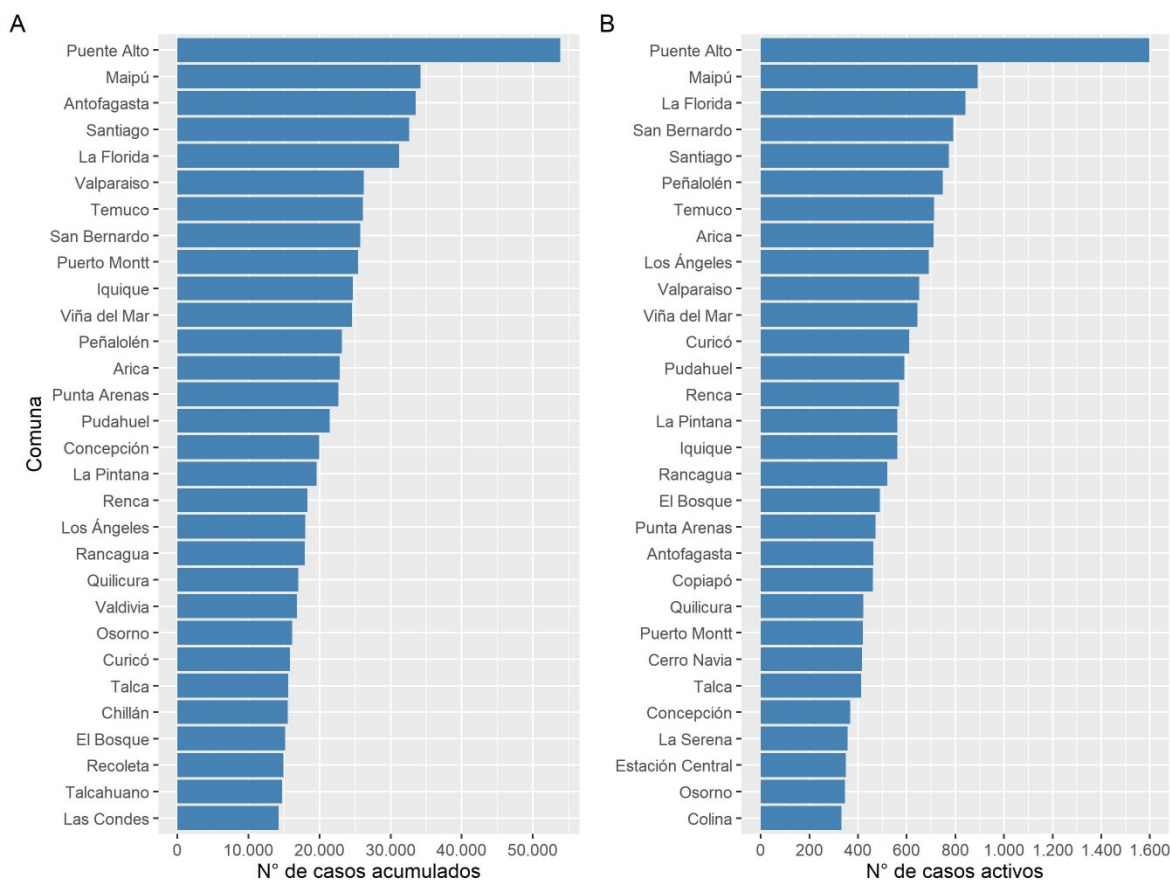 A
Comuna
Puente Alto
Maipú
Antofagasta
Santiago
La Florida
Valparaiso
Temuco
San Bernardo
Puerto Montt
Iquique
Viña del Mar
Peñalolén
Arica
Punta Arenas
Pudahuel
Concepción
La Pintana
Renca
Los Ángeles
Rancagua
Quilicura
Valdivia
Osorno
Curicó
Talca
Chillán
El Bosque
Recoleta
Talcahuano
Las Condes
0 10.000 20.000 30.000 40.000 50.000
N° de casos acumulados
B
Puente Alto
Maipú
La Florida
San Bernardo
Santiago
Peñalolén
Temuco
Arica
Los Ángeles
Valparaiso
Viña del Mar
Curicó
Pudahuel
Renca
La Pintana
Iquique
Rancagua
El Bosque
Punta Arenas
Antofagasta
Copiapó
Quilicura
Puerto Montt
Cerro Navia
Talca
Concepción
La Serena
Estación Central
Osorno
Colina
0 200 400 600 800 1.000 1.200 1.400 1.600
N° de casos activos